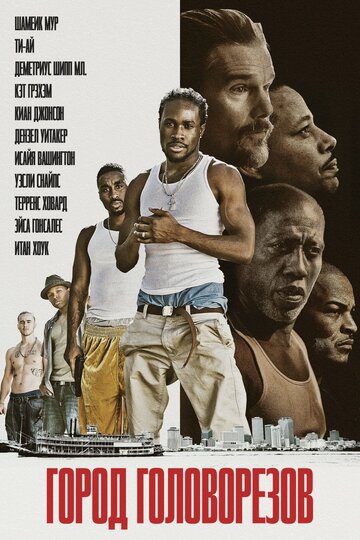 ШАМЕИК МУР
ТИ-АЙ
ДЕМЕТРИУС ШИПП МЛ.
КЭТ ГРЭХЭМ
КИАН ДЖОНСОН
ДЕНЗЕЛ УИТАКЕР
ИСАЙЯ ВАШИНГТОН
УЭСЛИ СНАЙПС
ТЕРРЕНС ХОВАРД
ЭЙСА ГОНСАЛЕС
ИТАН ХОУК
ГОРОД ГОЛОВОРЕЗОВ